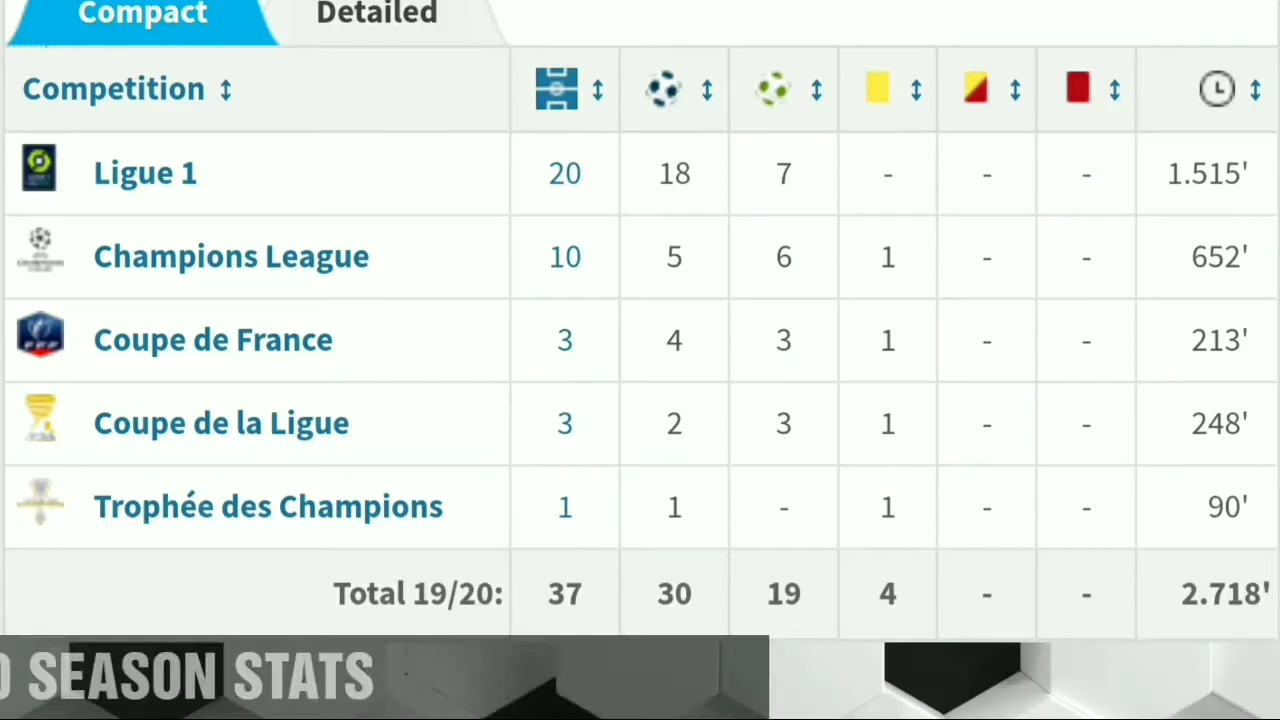 Compact Detailed
Competition
Ligue 1 20 18 7 - - - 1.515'
Champions League 10 5 6 1 - - 652'
Coupe de France 3 4 3 1 - - 213'
Coupe de la Ligue 3 2 3 1 - - 248'
Trophée des Champions 1 1 - 1 - - 90'
Total 19/20: 37 30 19 4 - - 2.718'
SEASON STATS